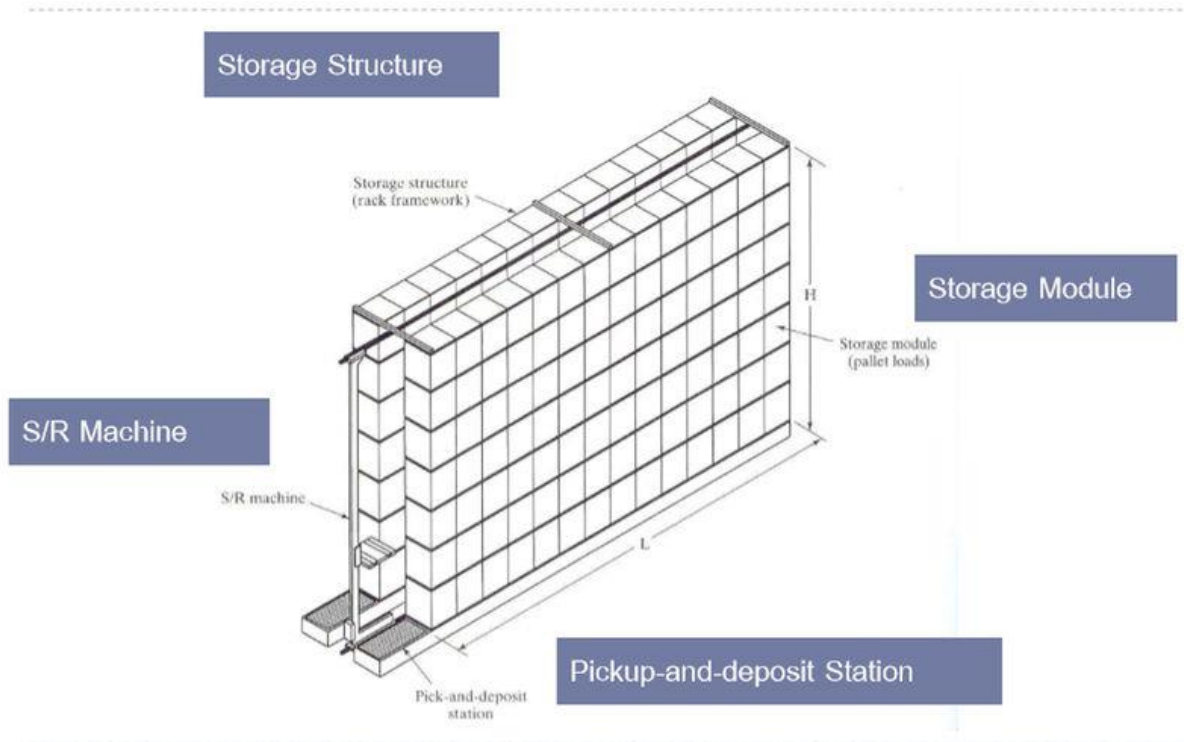 Storage Structure
Storage structure
(rack framework)
H
Storage Module
Storage module
(pallet loads)
S/R Machine
S/R machine
L
Pickup-and-deposit Station
Pick-and-deposit
station